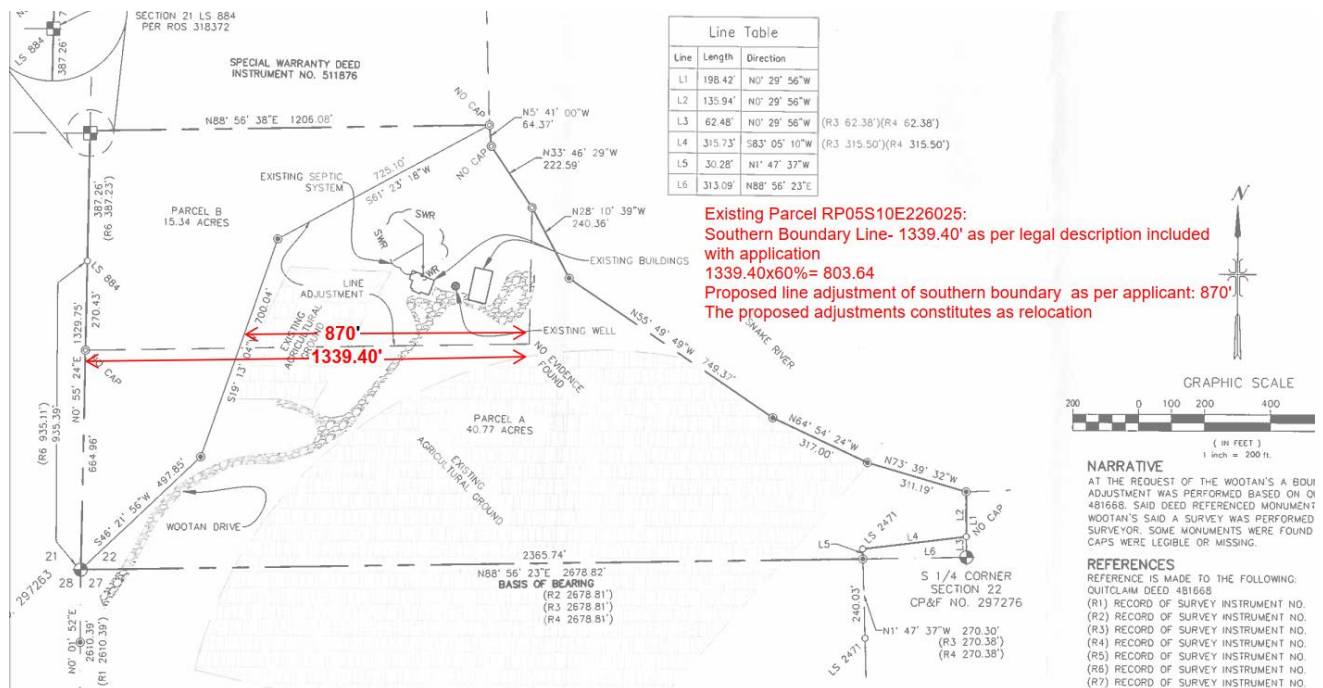 SECTION 21 LS 884
PER ROS 318372
LS 884
387.26'
SPECIAL WARRANTY DEED
INSTRUMENT NO. 511876
N88° 56' 38"E 1206.08'
NO CAP
N5° 41' 00"W
64.37'
NO CAP
N33° 46' 29"W
222.59'
725.10'
S61° 23' 18"W
EXISTING SEPTIC
SYSTEM
387.26'
(R6 387.23')
PARCEL B
15.34 ACRES
N28° 10' 39"W
240.36'
SWR
SWR
WR
EXISTING BUILDINGS
LS 884
LINE
ADJUSTMENT
EXISTING
AGRICULTURAL
GROUND
EXISTING WELL
1329.75'
270.43'
N0° 55' 24"E
NO CAP
S19° 13' 04"W 700.04'
870'
1339.40'
NO EVIDENCE
FOUND
N55° 49' 49"W 749.37'
SNAKE RIVER
(R6 935.11')
935.39'
664.96'
PARCEL A
40.77 ACRES
EXISTING
AGRICULTURAL
GROUND
N64° 54' 24"W
317.00'
N73° 39' 32"W
311.19'
S46° 21' 56"W 497.85'
WOOTAN DRIVE
L2
L1
NO CAP
L3
LS 2471
L4
L5
L6
21 22
28 27
297263
2365.74'
N88° 56' 23"E 2678.82'
BASIS OF BEARING
(R2 2678.81')
(R3 2678.81')
(R4 2678.81')
S 1/4 CORNER
SECTION 22
CP&F NO. 297276
240.03'
N1° 47' 37"W 270.30'
(R3 270.38')
(R4 270.38')
LS 2471
N0° 01' 52"E
2610.39'
(R1 2610.39')
Line Table
Line Length Direction
L1 198.42' N0° 29' 56"W
L2 135.94' N0° 29' 56"W
L3 62.48' N0° 29' 56"W (R3 62.38')(R4 62.38')
L4 315.73' S83° 05' 10"W (R3 315.50')(R4 315.50')
L5 30.28' N1° 47' 37"W
L6 313.09' N88° 56' 23"E
Existing Parcel RP05S10E226025:
Southern Boundary Line- 1339.40' as per legal description included
with application
1339.40x60%= 803.64
Proposed line adjustment of southern boundary as per applicant: 870'
The proposed adjustments constitutes as relocation
N
GRAPHIC SCALE
200 0 100 200 400
( IN FEET )
1 inch = 200 ft.
NARRATIVE
AT THE REQUEST OF THE WOOTAN'S A BOU
ADJUSTMENT WAS PERFORMED BASED ON
481668. SAID DEED REFERENCED MONUMENT
WOOTAN'S SAID A SURVEY WAS PERFORMED
SURVEYOR. SOME MONUMENTS WERE FOUND
CAPS WERE LEGIBLE OR MISSING.
REFERENCES
REFERENCE IS MADE TO THE FOLLOWING:
QUITCLAIM DEED 481668
(R1) RECORD OF SURVEY INSTRUMENT NO.
(R2) RECORD OF SURVEY INSTRUMENT NO.
(R3) RECORD OF SURVEY INSTRUMENT NO.
(R4) RECORD OF SURVEY INSTRUMENT NO.
(R5) RECORD OF SURVEY INSTRUMENT NO.
(R6) RECORD OF SURVEY INSTRUMENT NO.
(R7) RECORD OF SURVEY INSTRUMENT NO.